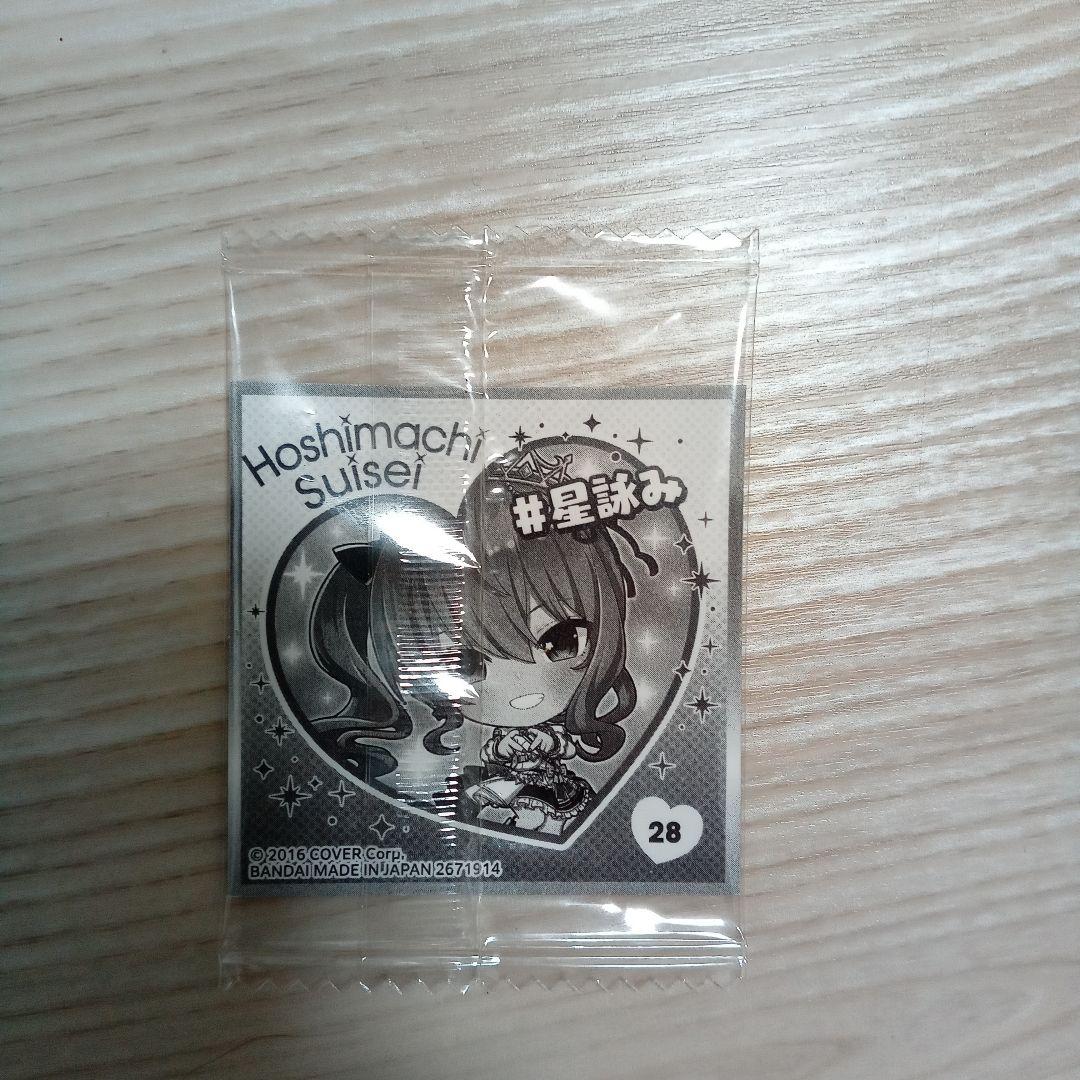 Hoshimachi
Suisei
#星詠み
28
© 2016 COVER Corp.
BANDAI MADE IN JAPAN 2671914